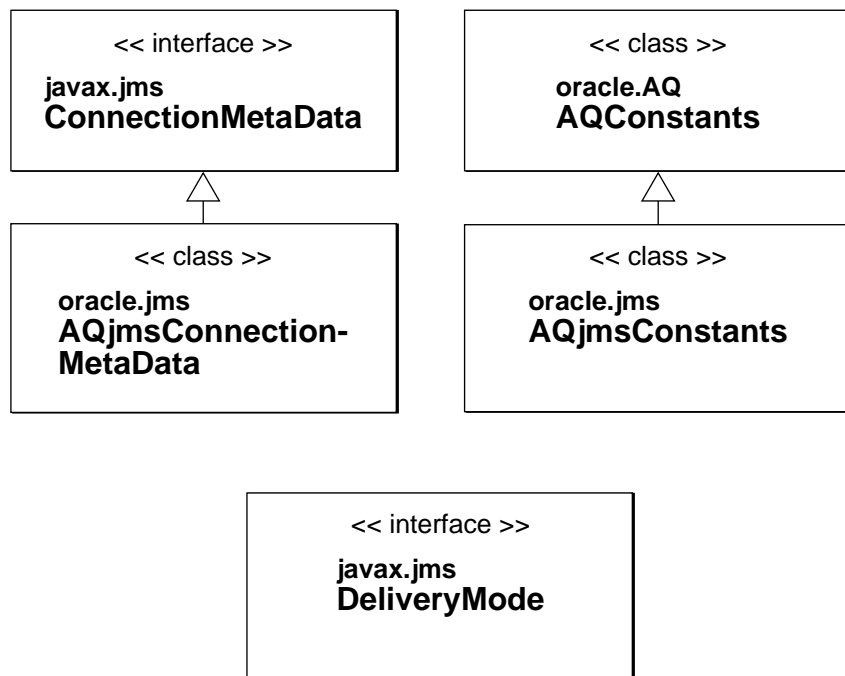 << interface >>
javax.jms
ConnectionMetaData
<< class >>
oracle.AQ
AQConstants
<< class >>
oracle.jms
AQjmsConnection-
MetaData
<< class >>
oracle.jms
AQjmsConstants
<< interface >>
javax.jms
DeliveryMode